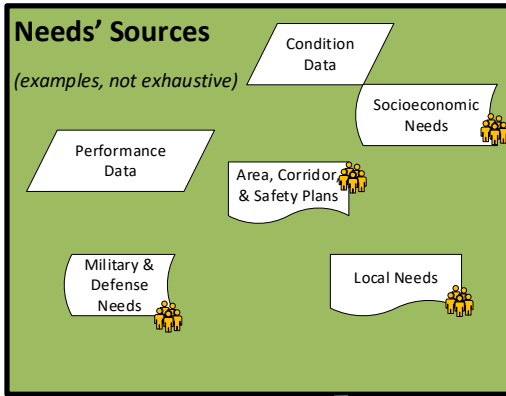 Needs' Sources
(examples, not exhaustive)
Condition
Data
Socioeconomic
Needs
Performance
Data
Area, Corridor,
& Safety Plans
Military &
Defense
Needs
Local Needs